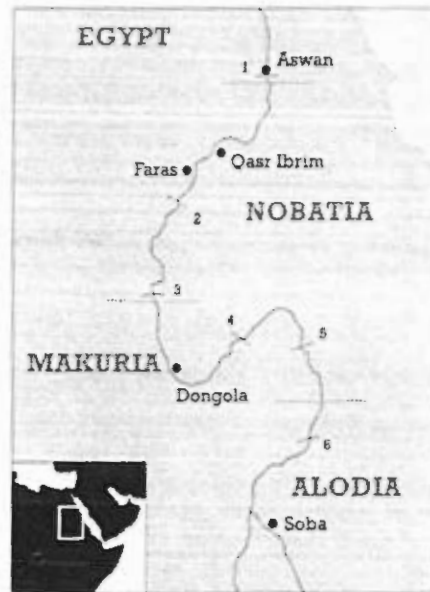 EGYPT
1
Aswan
Qasr Ibrim
Faras
2
NOBATIA
3
4
5
MAKURIA
Dongola
6
ALODIA
Soba